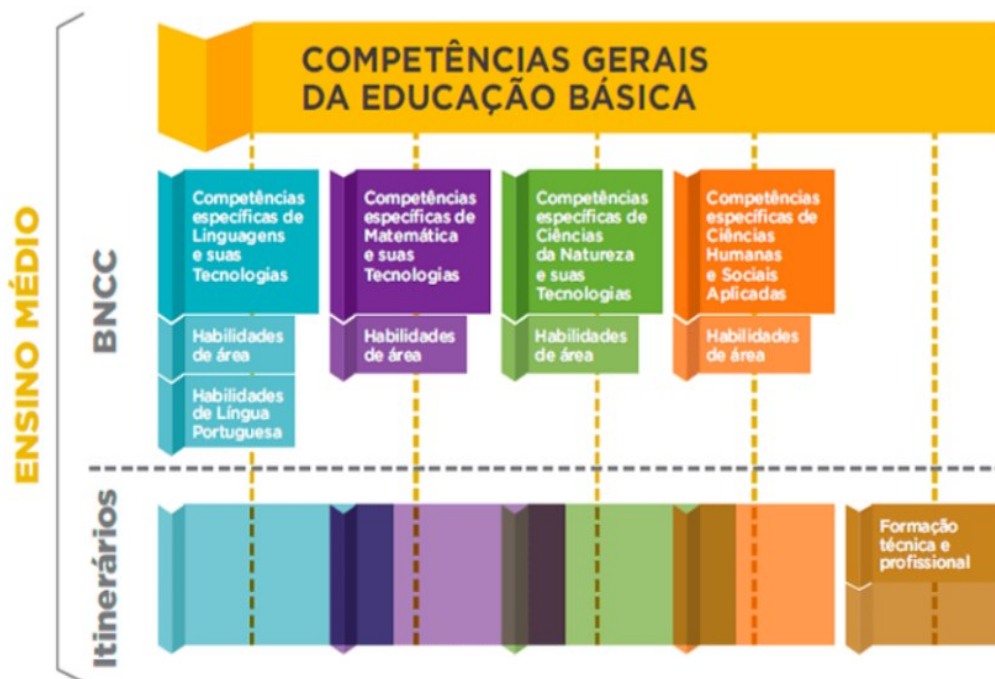 COMPETÊNCIAS GERAIS
DA EDUCAÇÃO BÁSICA
ENSINO MÉDIO
BNCC
Competências
específicas de
Linguagens
e suas
Tecnologias
Habilidades
de área
Habilidades
de Língua
Portuguesa
Competências
específicas de
Matemática
e suas
Tecnologias
Habilidades
de área
Competências
específicas de
Ciências
da Natureza
e suas
Tecnologias
Habilidades
de área
Competências
específicas de
Ciências
Humanas
e Sociais
Aplicadas
Habilidades
de área
Itinerários
Formação
técnica e
profissional